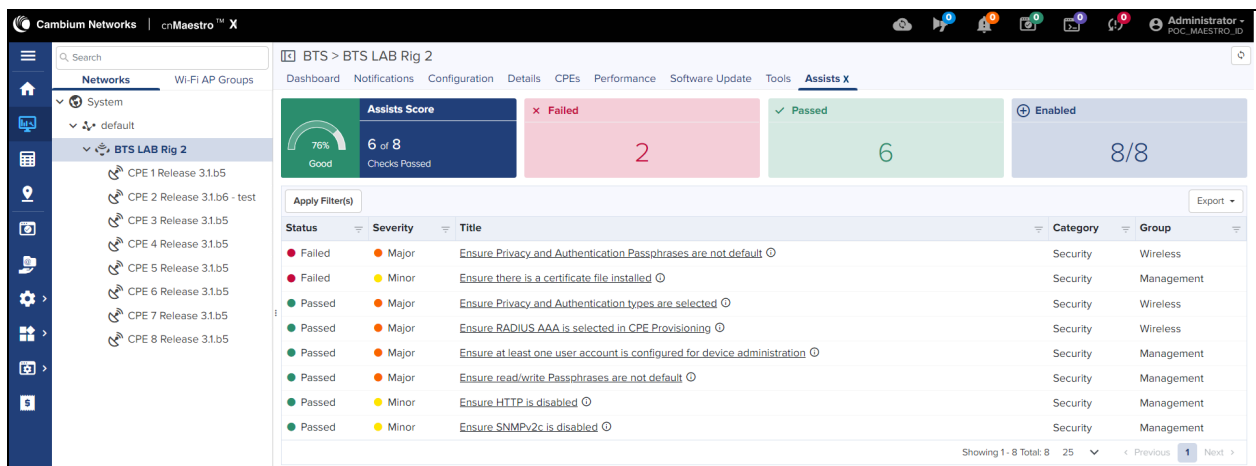 Cambium Networks | cnMaestro™ X
0 0 0 0 0
Administrator
POC_MAESTRO_ID
Search
Networks Wi-Fi AP Groups
System
default
BTS LAB Rig 2
CPE 1 Release 3.1.b5
CPE 2 Release 3.1.b6 - test
CPE 3 Release 3.1.b5
CPE 4 Release 3.1.b5
CPE 5 Release 3.1.b5
CPE 6 Release 3.1.b5
CPE 7 Release 3.1.b5
CPE 8 Release 3.1.b5
BTS > BTS LAB Rig 2
Dashboard Notifications Configuration Details CPEs Performance Software Update Tools Assists X
76%
Good
Assists Score
6 of 8
Checks Passed
Failed
2
Passed
6
Enabled
8/8
Apply Filter(s) Export
Status Severity Title Category Group
Failed Major Ensure Privacy and Authentication Passphrases are not default Security Wireless
Failed Minor Ensure there is a certificate file installed Security Management
Passed Major Ensure Privacy and Authentication types are selected Security Wireless
Passed Major Ensure RADIUS AAA is selected in CPE Provisioning Security Wireless
Passed Major Ensure at least one user account is configured for device administration Security Management
Passed Major Ensure read/write Passphrases are not default Security Management
Passed Minor Ensure HTTP is disabled Security Management
Passed Minor Ensure SNMPv2c is disabled Security Management
Showing 1 - 8 Total: 8 25 < Previous 1 Next >